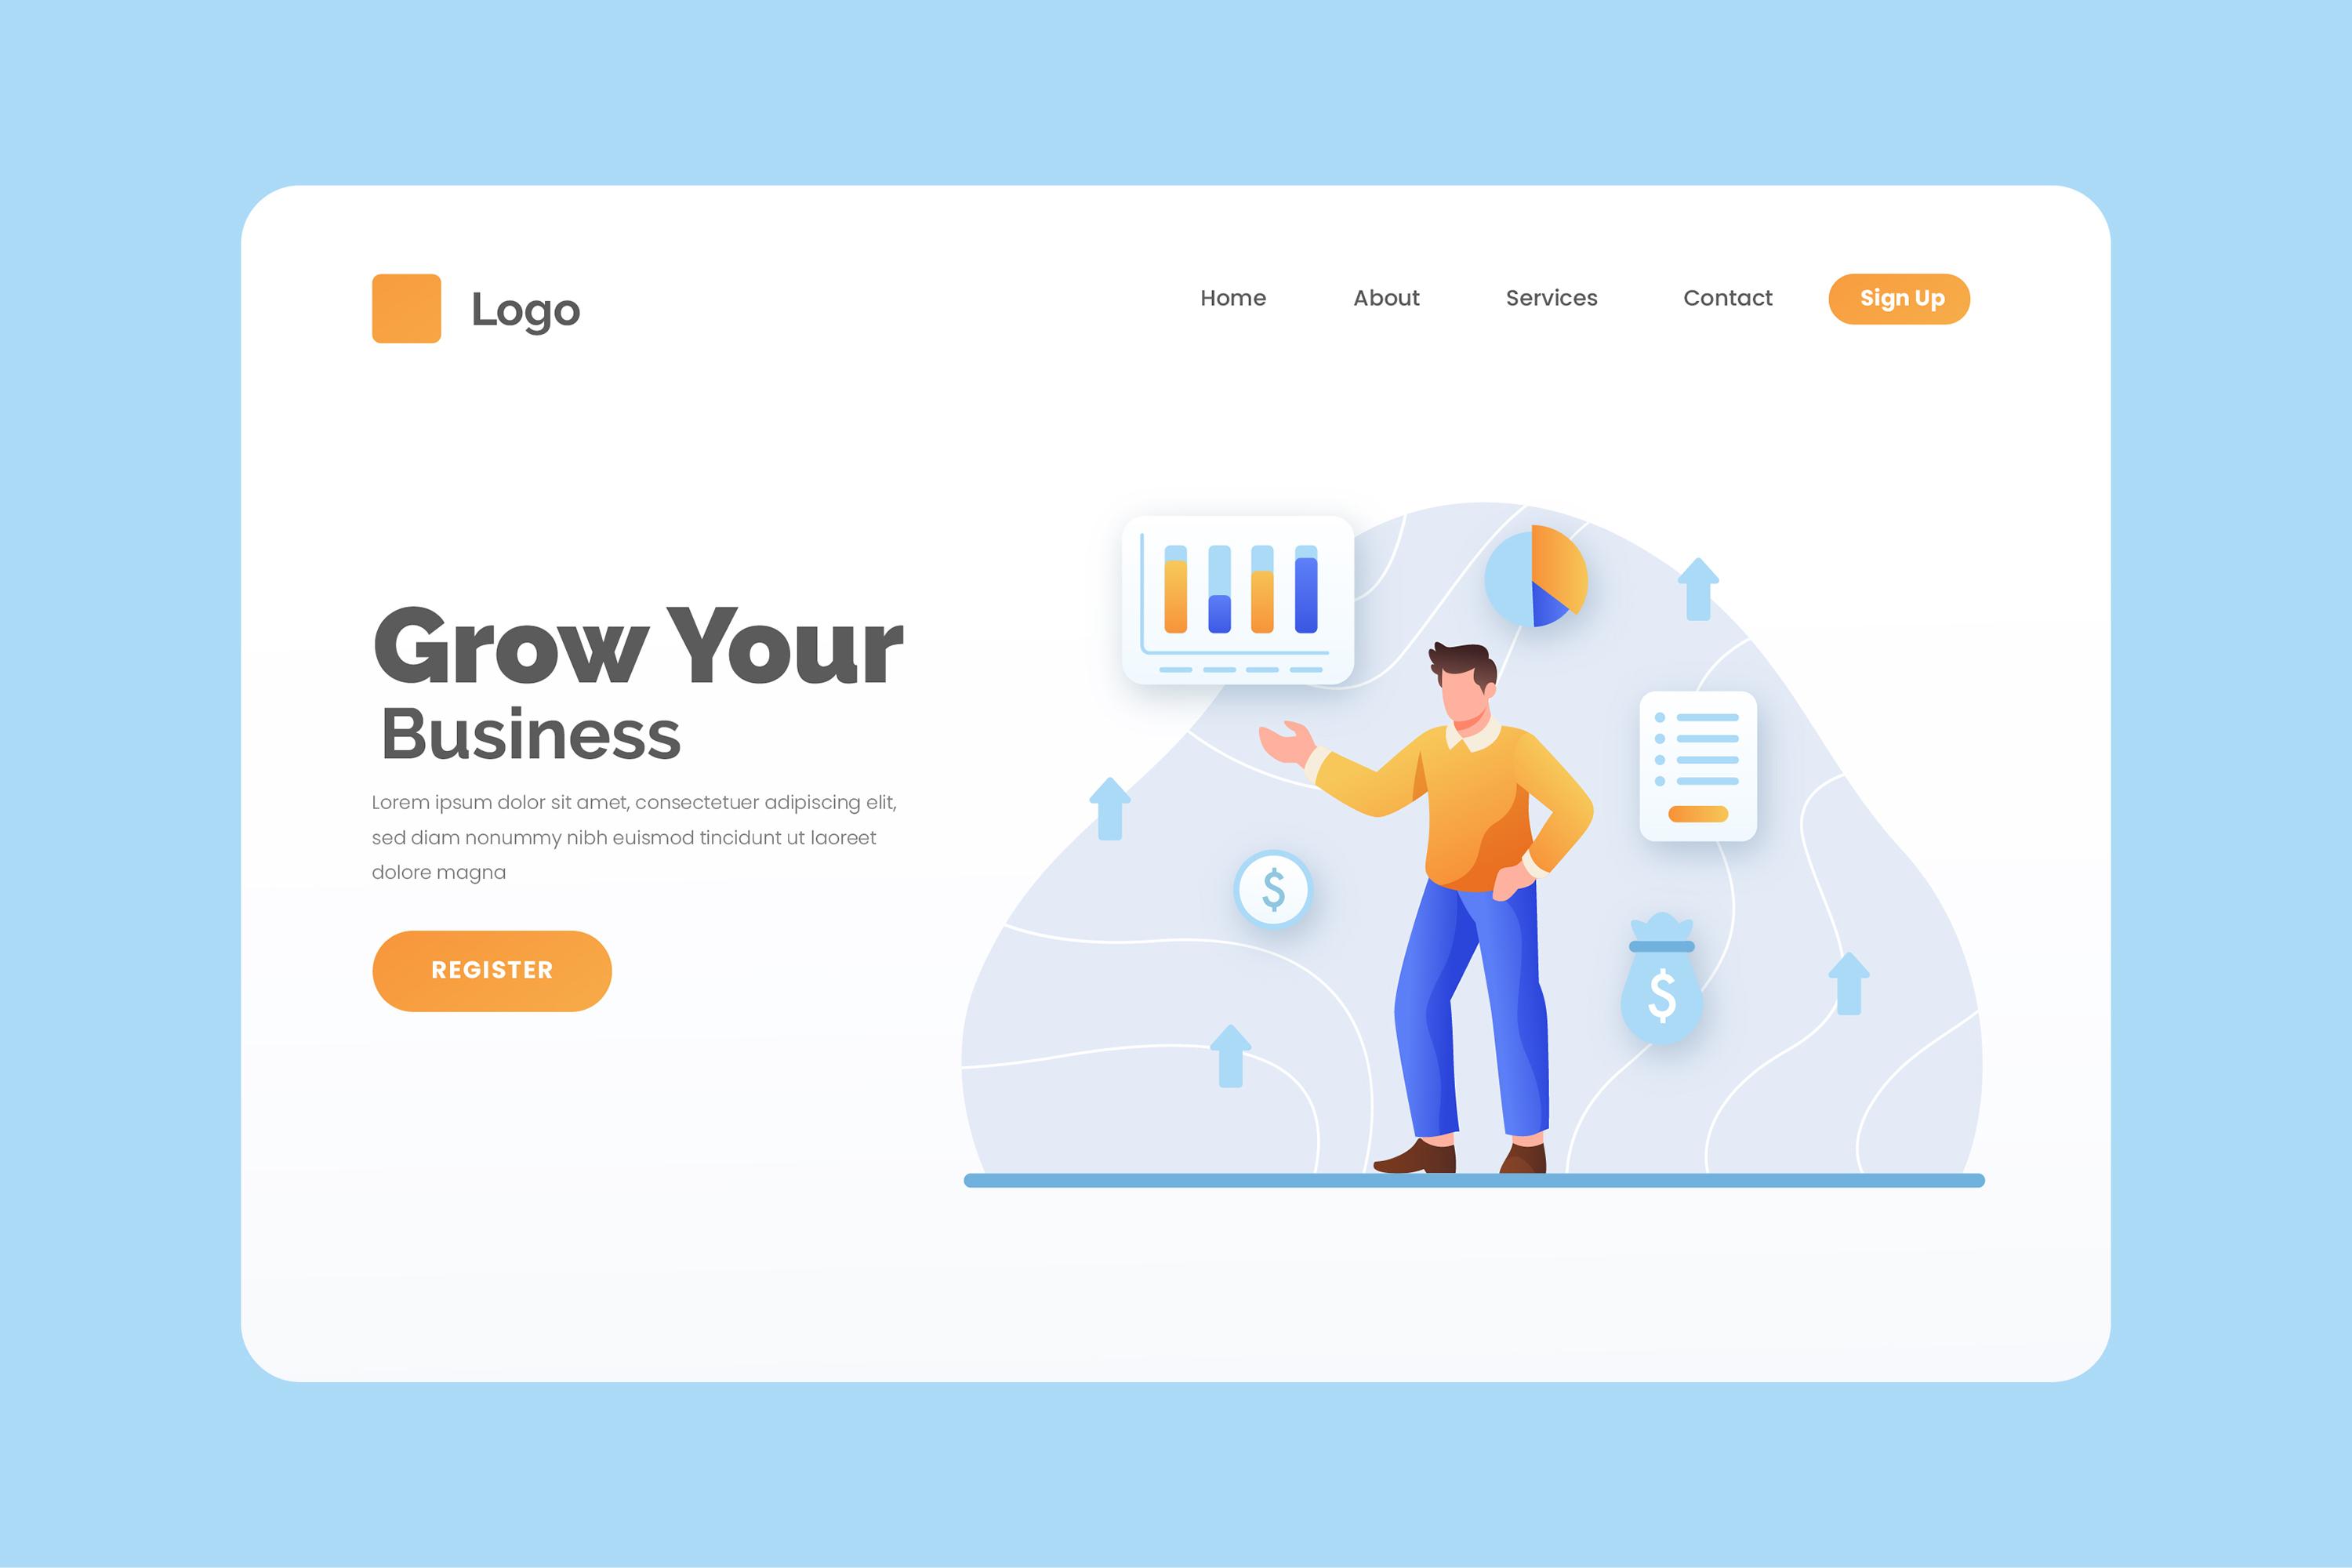 Logo
Home
About
Services
Contact
Sign Up
Grow Your
Business
Lorem ipsum dolor sit amet, consectetuer adipiscing elit,
sed diam nonummy nibh euismod tincidunt ut laoreet
dolore magna
REGISTER
$
$